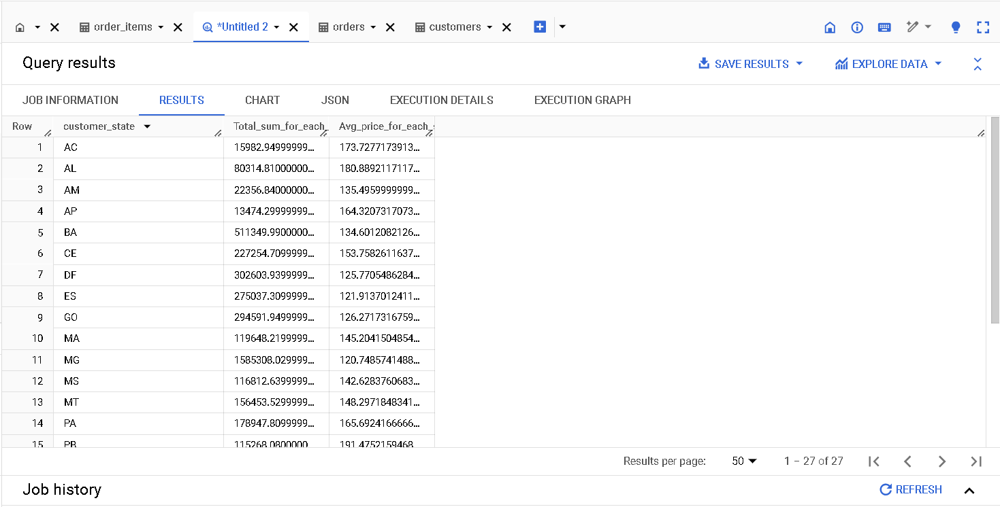 order_items *Untitled 2 orders customers
Query results SAVE RESULTS EXPLORE DATA
JOB INFORMATION RESULTS CHART JSON EXECUTION DETAILS EXECUTION GRAPH
Row customer_state Total_sum_for_each_ Avg_price_for_each_s
1 AC 15982.94999999... 173.7277173913...
2 AL 80314.81000000... 180.8892117117...
3 AM 22356.84000000... 135.4959999999...
4 AP 13474.29999999... 164.3207317073...
5 BA 511349.9900000... 134.6012082126...
6 CE 227254.7099999... 153.7582611637...
7 DF 302603.9399999... 125.7705486284...
8 ES 275037.3099999... 121.9137012411...
9 GO 294591.9499999... 126.2717316759...
10 MA 119648.2199999... 145.2041504854...
11 MG 1585308.029999... 120.7485741488...
12 MS 116812.6399999... 142.6283760683...
13 MT 156453.5299999... 148.2971848341...
14 PA 178947.8099999... 165.6924166666...
15 PB 115268.0800000 191.4752159468
Results per page: 50 1 – 27 of 27
Job history REFRESH